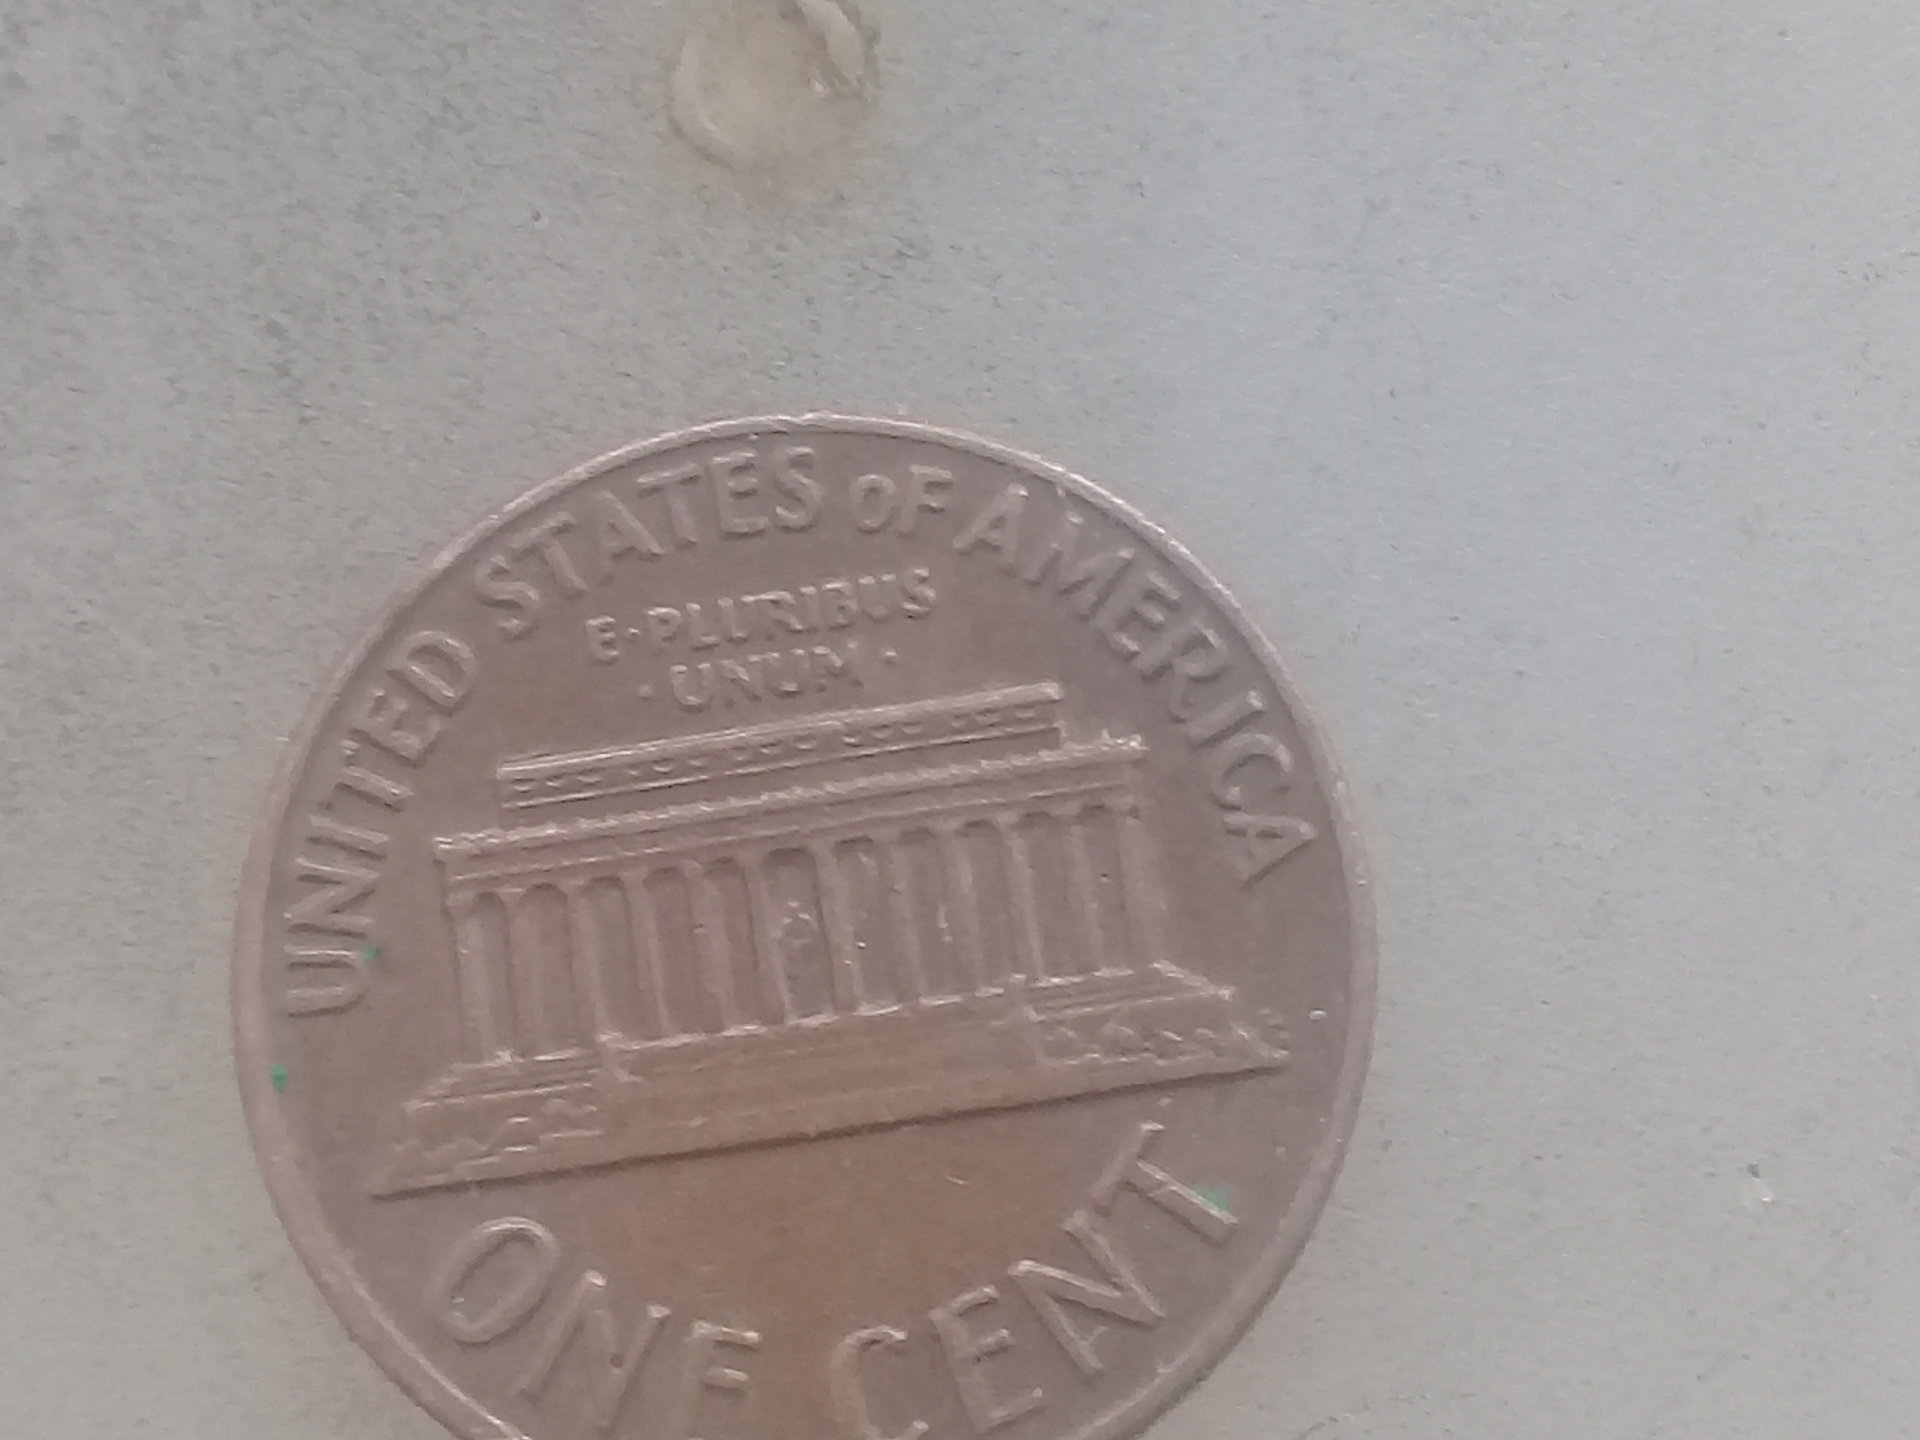 UNITED STATES OF AMERICA
E·PLURIBUS
·UNUM·
ONE CENT